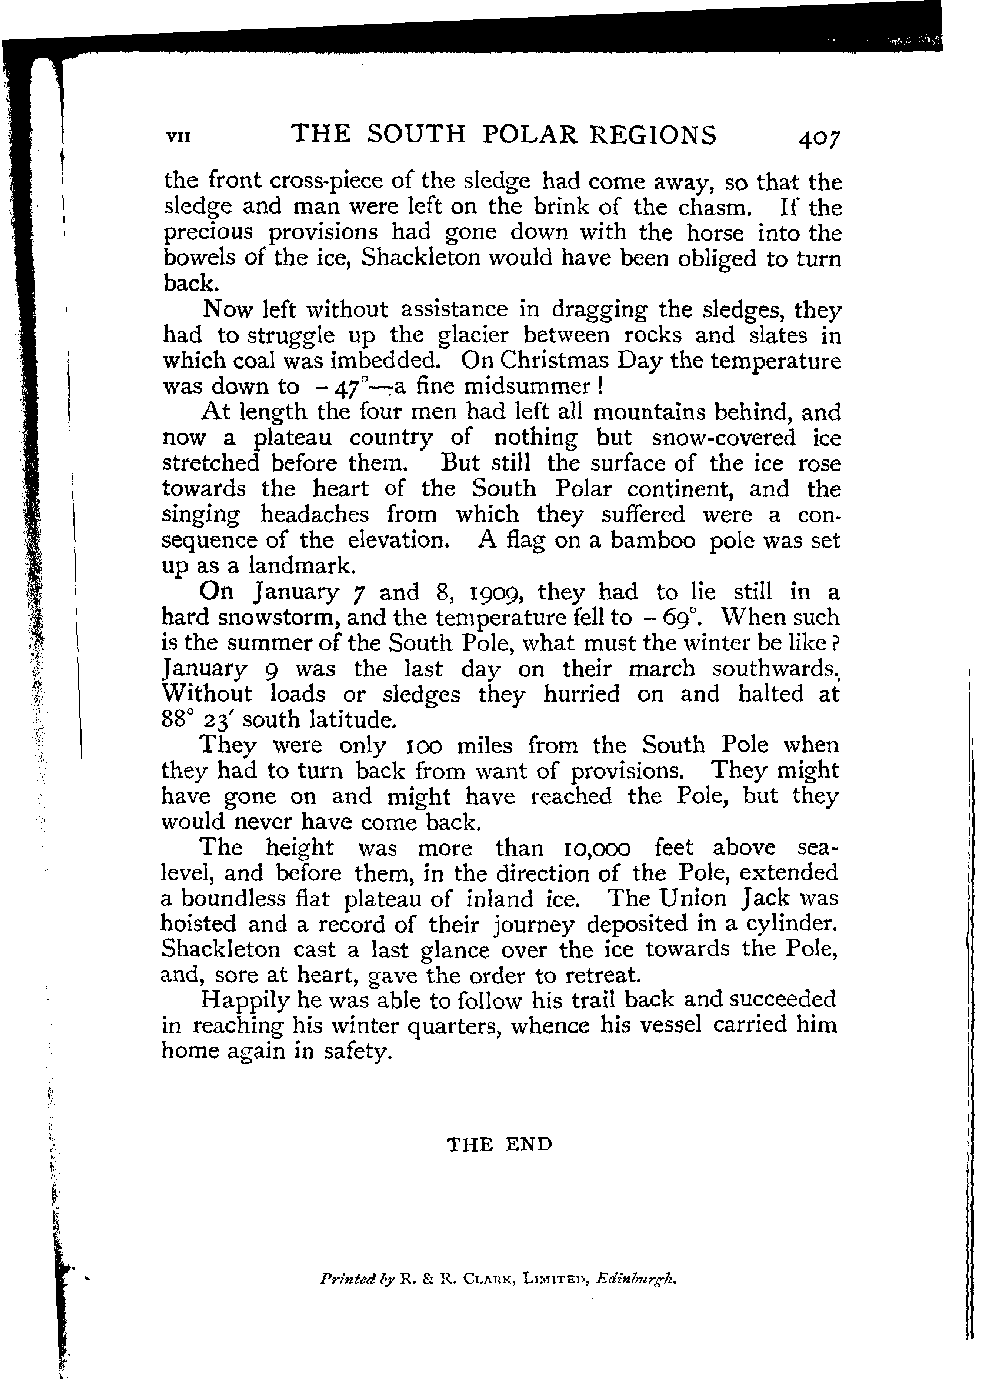 VII THE SOUTH POLAR REGIONS 407
the front cross-piece of the sledge had come away, so that the
sledge and man were left on the brink of the chasm. If the
precious provisions had gone down with the horse into the
bowels of the ice, Shackleton would have been obliged to turn
back.
Now left without assistance in dragging the sledges, they
had to struggle up the glacier between rocks and slates in
which coal was imbedded. On Christmas Day the temperature
was down to −47°—a fine midsummer!
At length the four men had left all mountains behind, and
now a plateau country of nothing but snow-covered ice
stretched before them. But still the surface of the ice rose
towards the heart of the South Polar continent, and the
singing headaches from which they suffered were a con-
sequence of the elevation. A flag on a bamboo pole was set
up as a landmark.
On January 7 and 8, 1909, they had to lie still in a
hard snowstorm, and the temperature fell to −69°. When such
is the summer of the South Pole, what must the winter be like?
January 9 was the last day on their march southwards.
Without loads or sledges they hurried on and halted at
88° 23′ south latitude.
They were only 100 miles from the South Pole when
they had to turn back from want of provisions. They might
have gone on and might have reached the Pole, but they
would never have come back.
The height was more than 10,000 feet above sea-
level, and before them, in the direction of the Pole, extended
a boundless flat plateau of inland ice. The Union Jack was
hoisted and a record of their journey deposited in a cylinder.
Shackleton cast a last glance over the ice towards the Pole,
and, sore at heart, gave the order to retreat.
Happily he was able to follow his trail back and succeeded
in reaching his winter quarters, whence his vessel carried him
home again in safety.
THE END
Printed by R. & R. CLARK, LIMITED, Edinburgh.